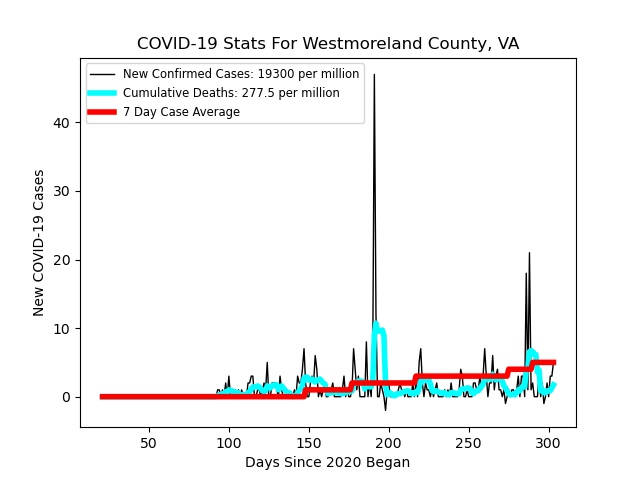 COVID-19 Stats For Westmoreland County, VA
New Confirmed Cases: 19300 per million
Cumulative Deaths: 277.5 per million
7 Day Case Average
New COVID-19 Cases
40
30
20
10
0
50 100 150 200 250 300
Days Since 2020 Began